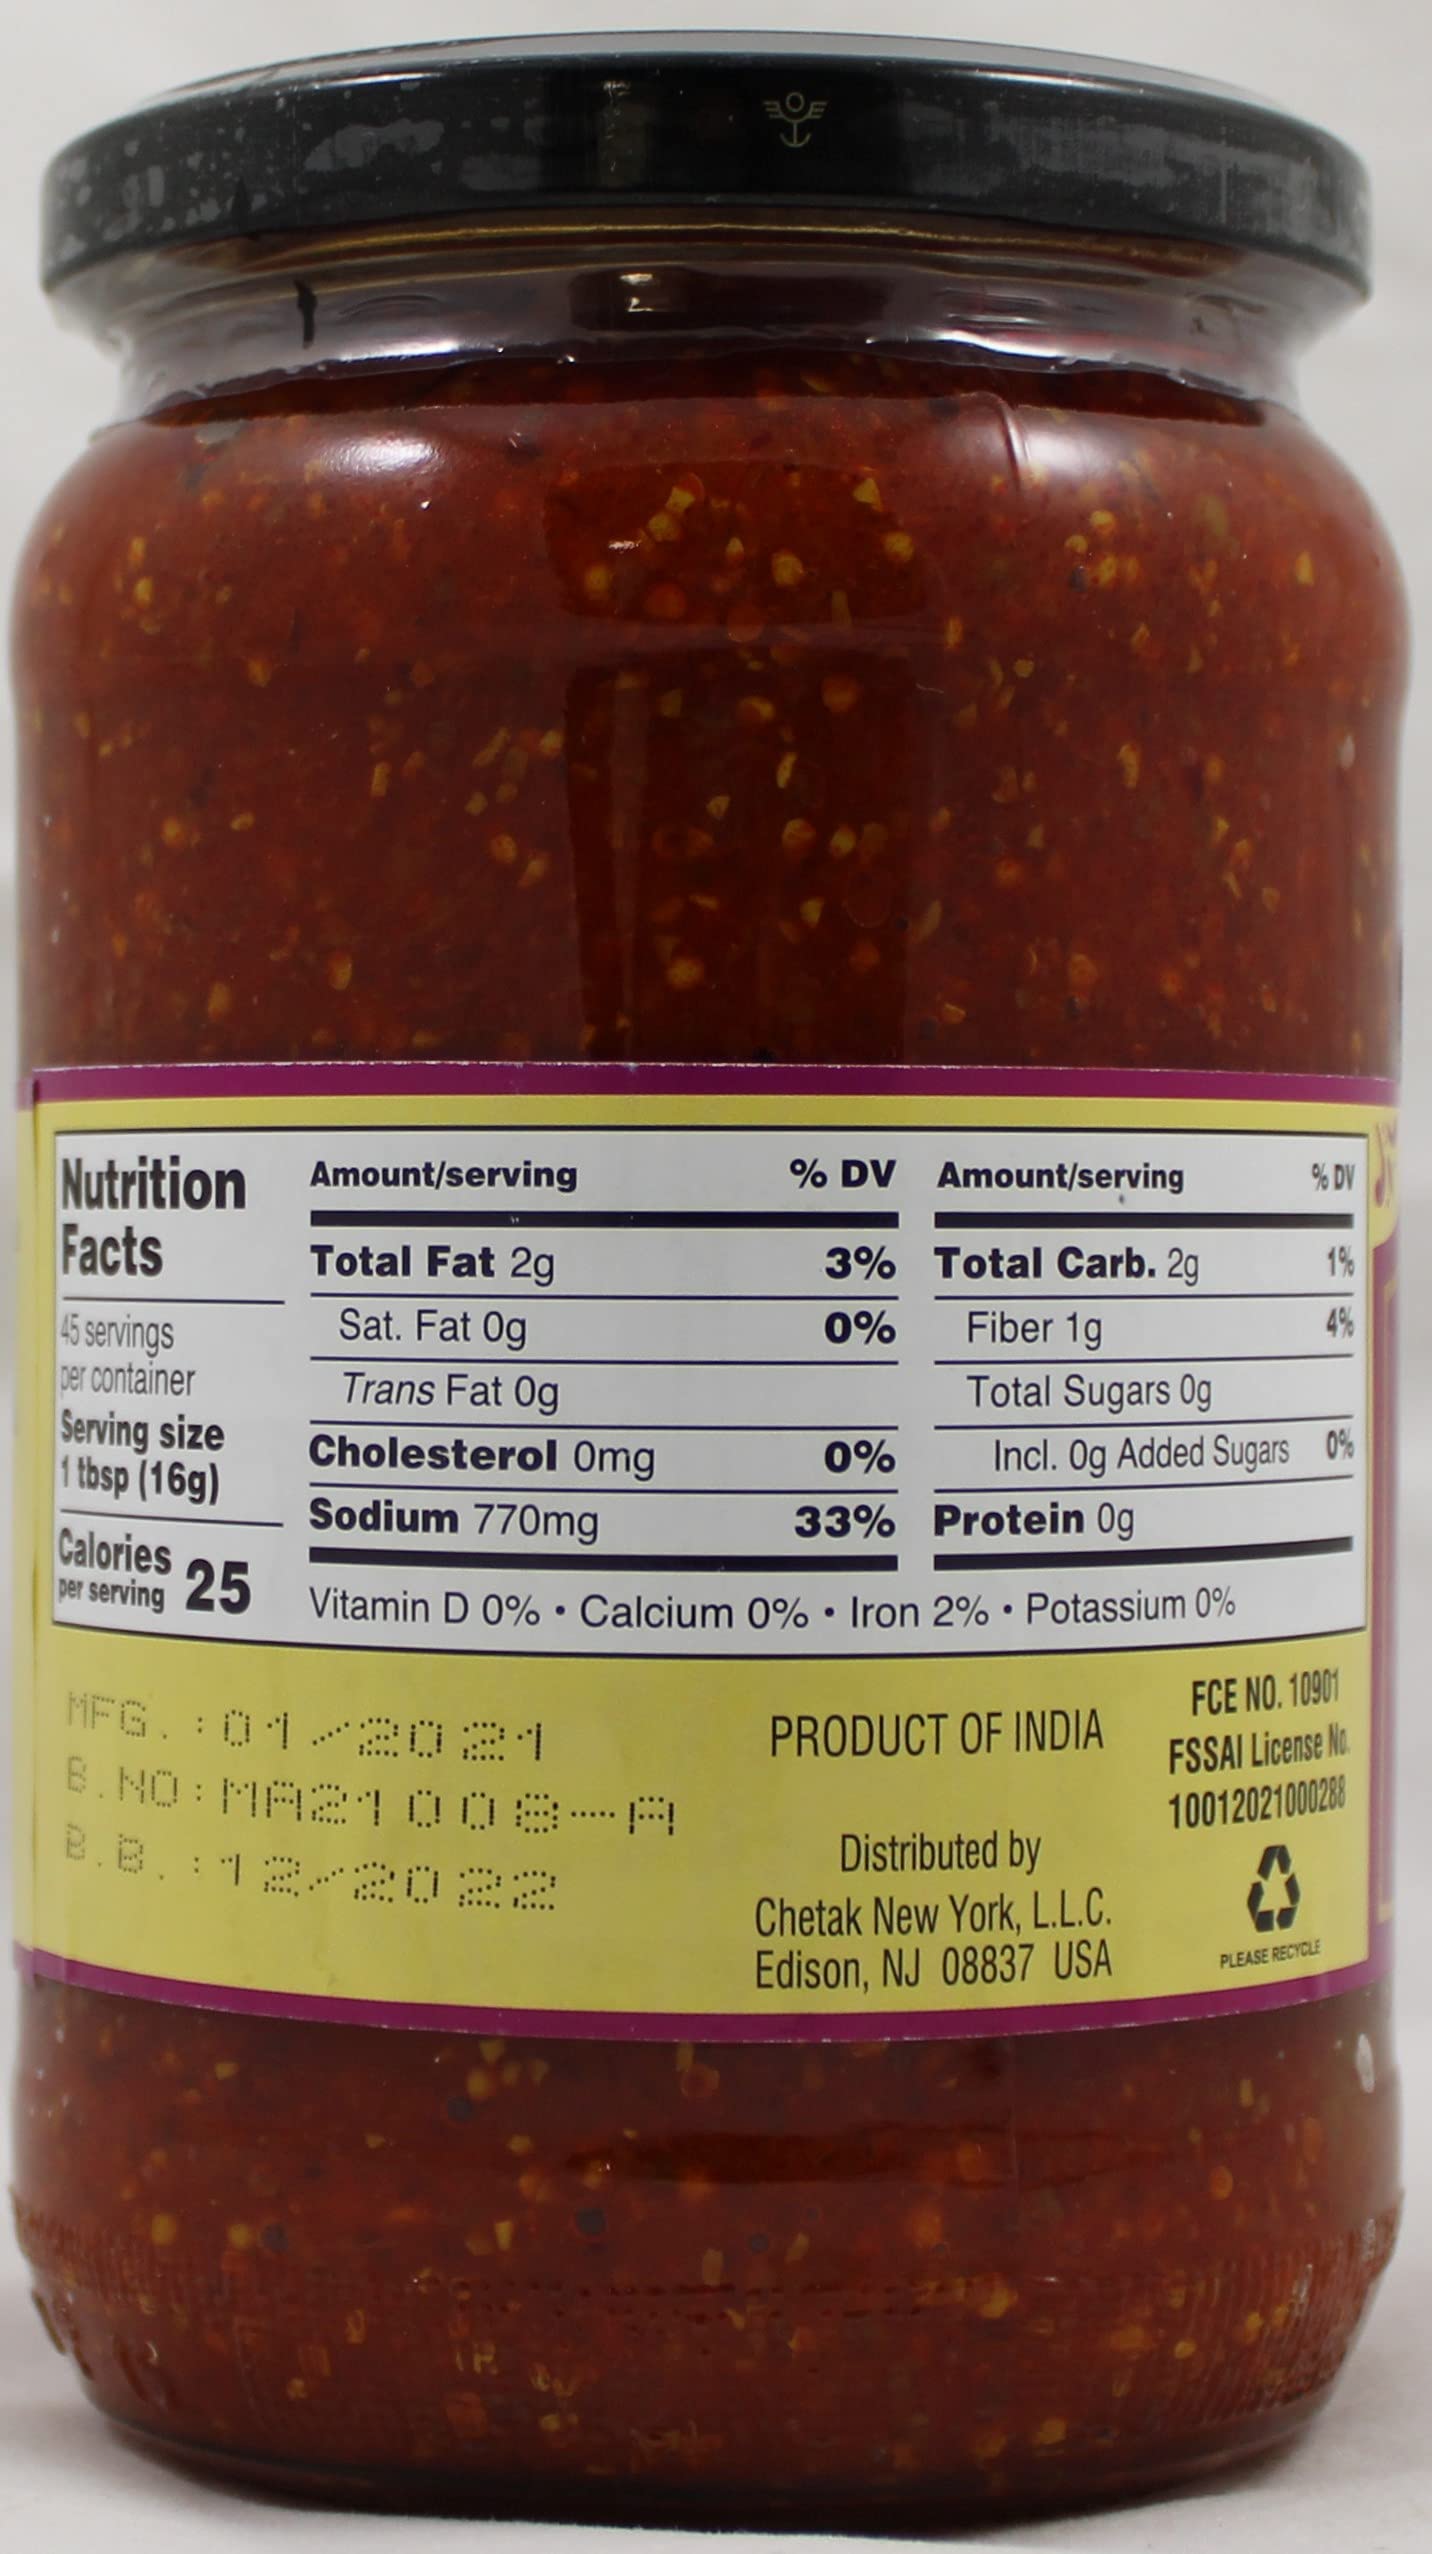 Nutrition
Facts
45 servings
per container
Serving size
1 tbsp (16g)
Calories
per serving 25
Amount/serving % DV
Total Fat 2g 3%
Sat. Fat 0g 0%
Trans Fat 0g
Cholesterol 0mg 0%
Sodium 770mg 33%
Amount/serving % DV
Total Carb. 2g 1%
Fiber 1g 4%
Total Sugars 0g
Incl. 0g Added Sugars 0%
Protein 0g
Vitamin D 0% • Calcium 0% • Iron 2% • Potassium 0%
MFG. :01/2021
B.NO:MA21008-A
B.B. :12/2022
PRODUCT OF INDIA
Distributed by
Chetak New York, L.L.C.
Edison, NJ 08837 USA
FCE NO. 10901
FSSAI License No.
10012021000288
PLEASE RECYCLE